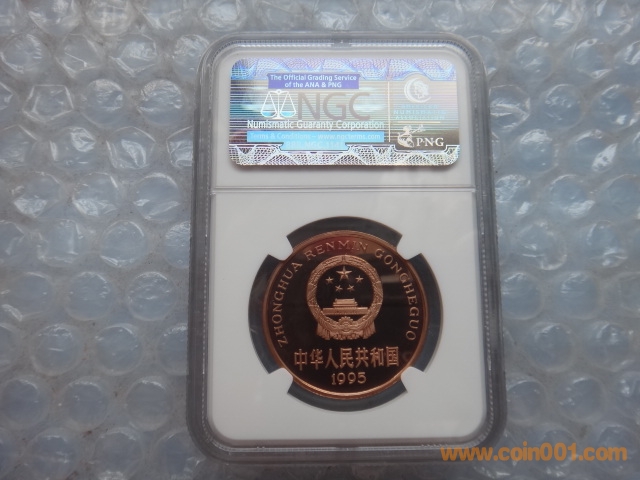 The Official Grading Service
of the ANA & PNG
NGC
Numismatic Guaranty Corporation
PNG
ZHONGHUA RENMIN GONGHEGUO
中华人民共和国
1995
www.coin001.com